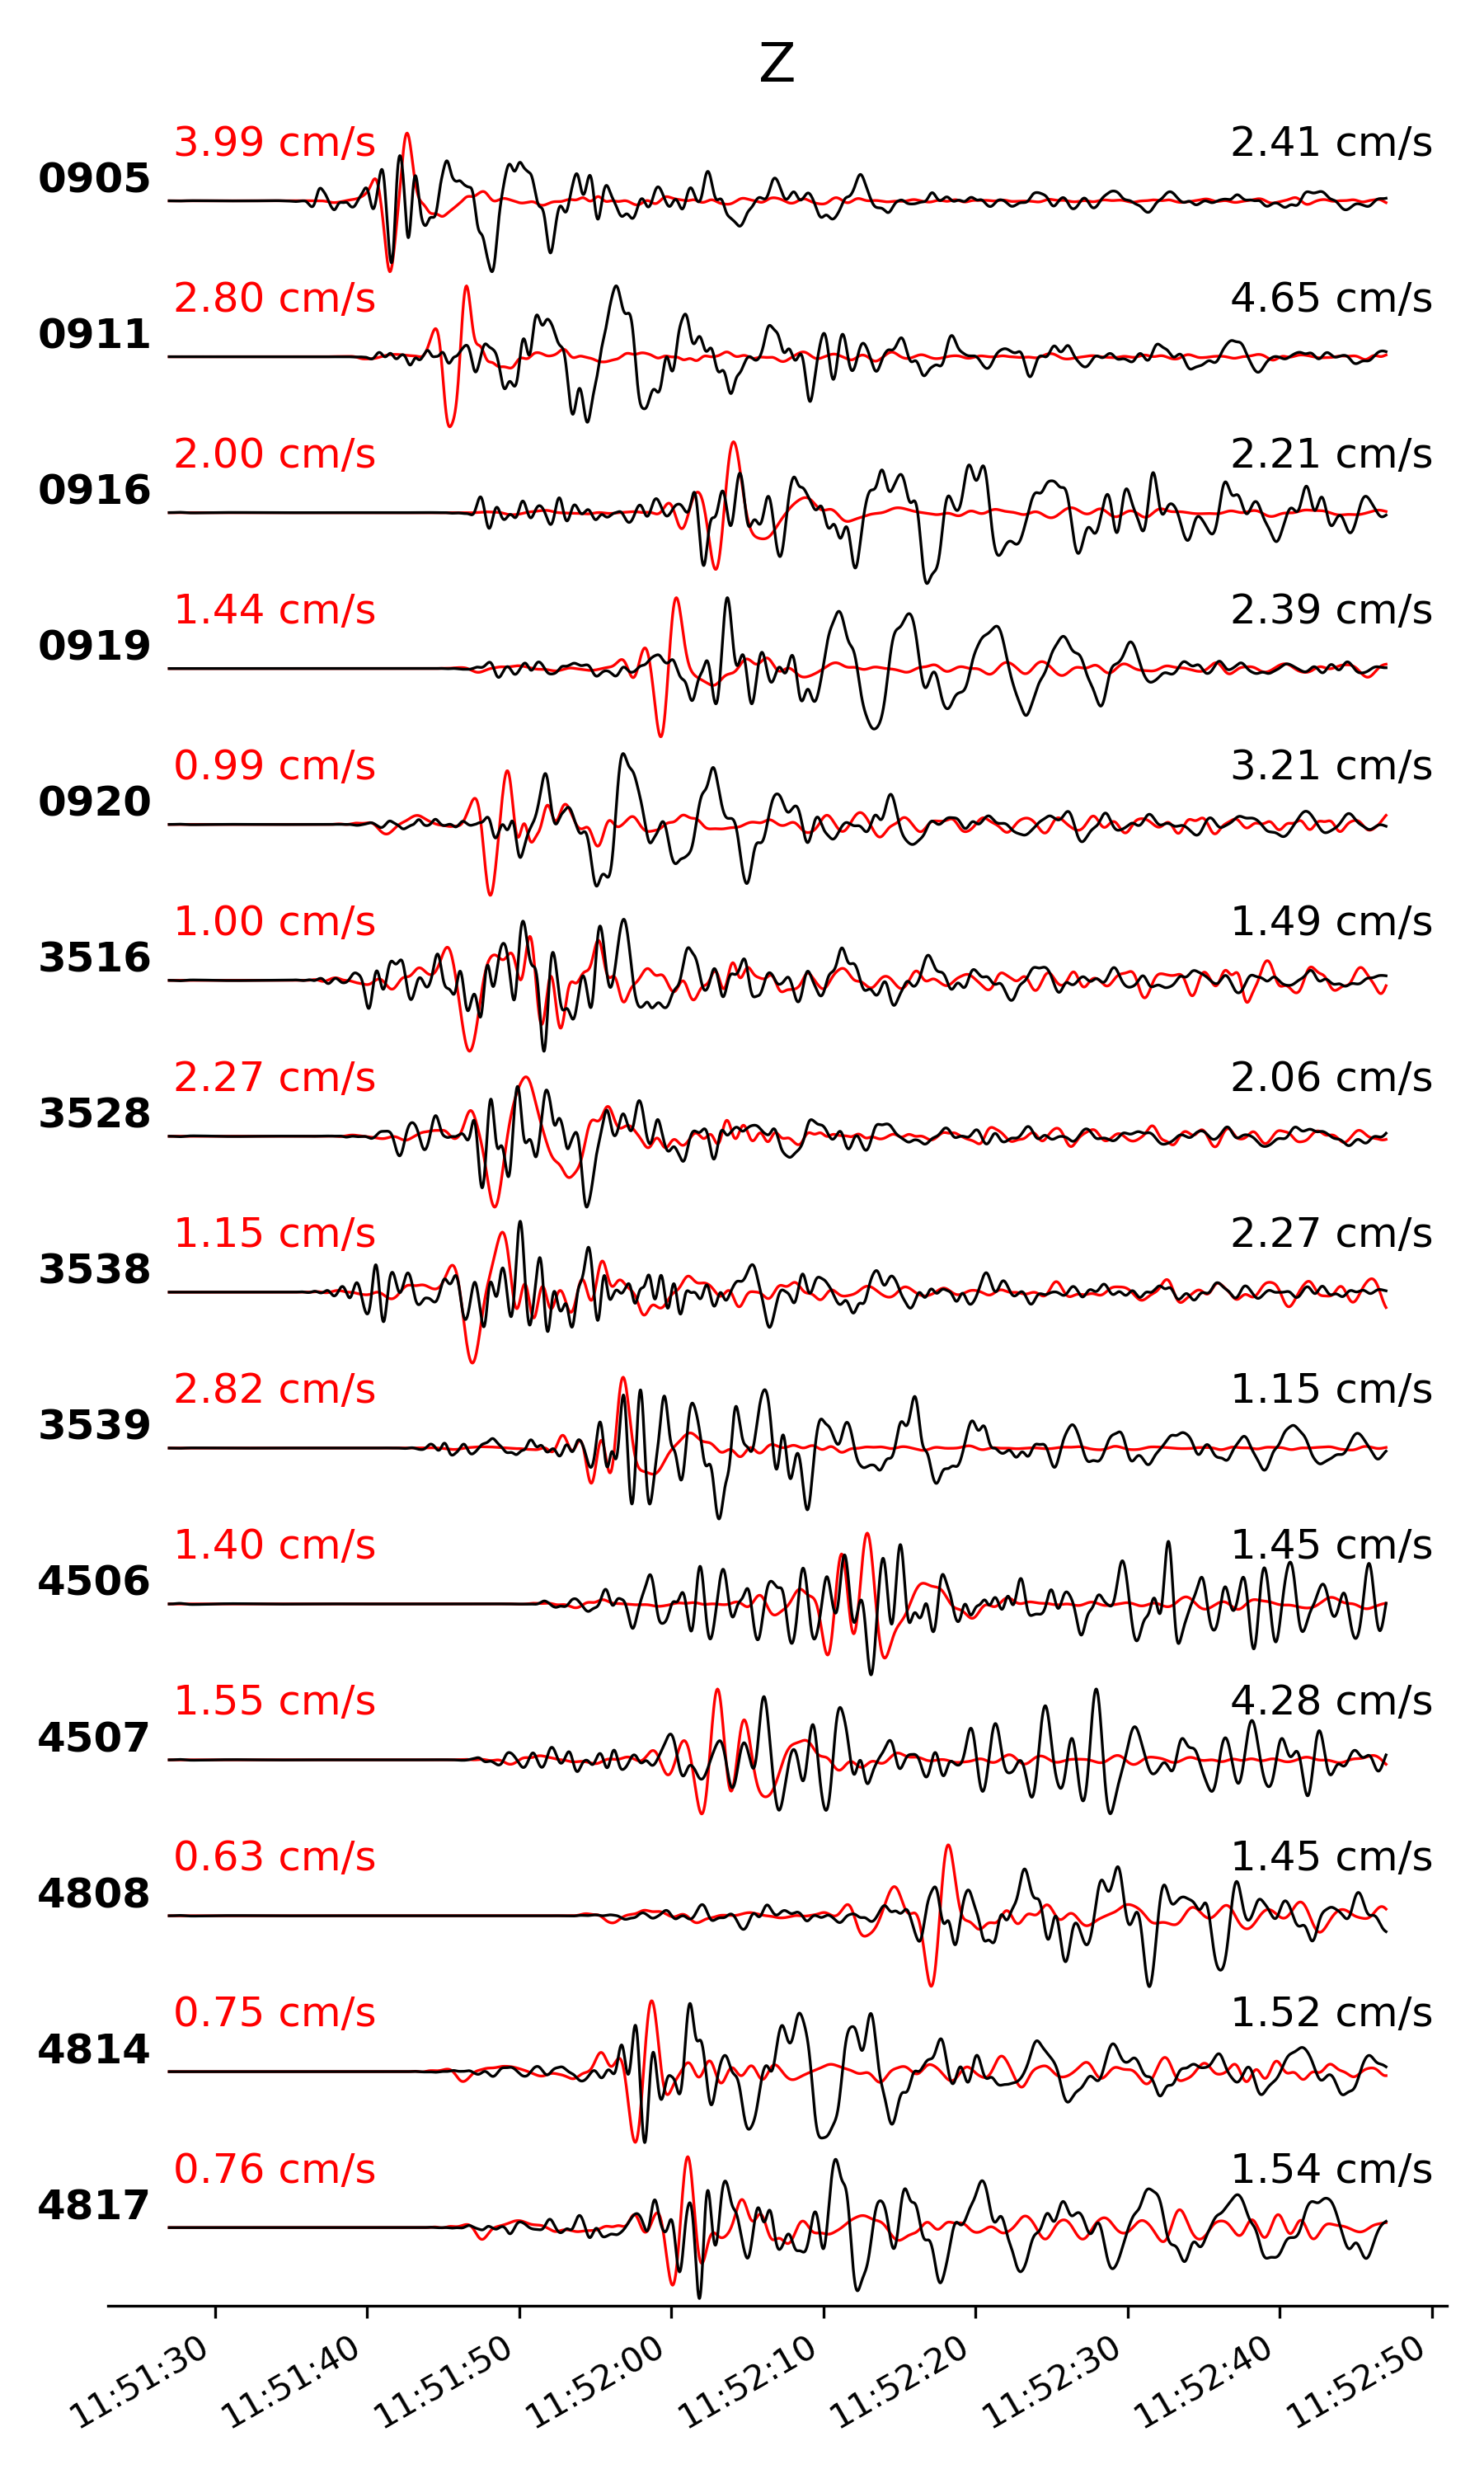 Z
3.99 cm/s 2.41 cm/s
0905
2.80 cm/s 4.65 cm/s
0911
2.00 cm/s 2.21 cm/s
0916
1.44 cm/s 2.39 cm/s
0919
0.99 cm/s 3.21 cm/s
0920
1.00 cm/s 1.49 cm/s
3516
2.27 cm/s 2.06 cm/s
3528
1.15 cm/s 2.27 cm/s
3538
2.82 cm/s 1.15 cm/s
3539
1.40 cm/s 1.45 cm/s
4506
1.55 cm/s 4.28 cm/s
4507
0.63 cm/s 1.45 cm/s
4808
0.75 cm/s 1.52 cm/s
4814
0.76 cm/s 1.54 cm/s
4817
11:51:30 11:51:40 11:51:50 11:52:00 11:52:10 11:52:20 11:52:30 11:52:40 11:52:50